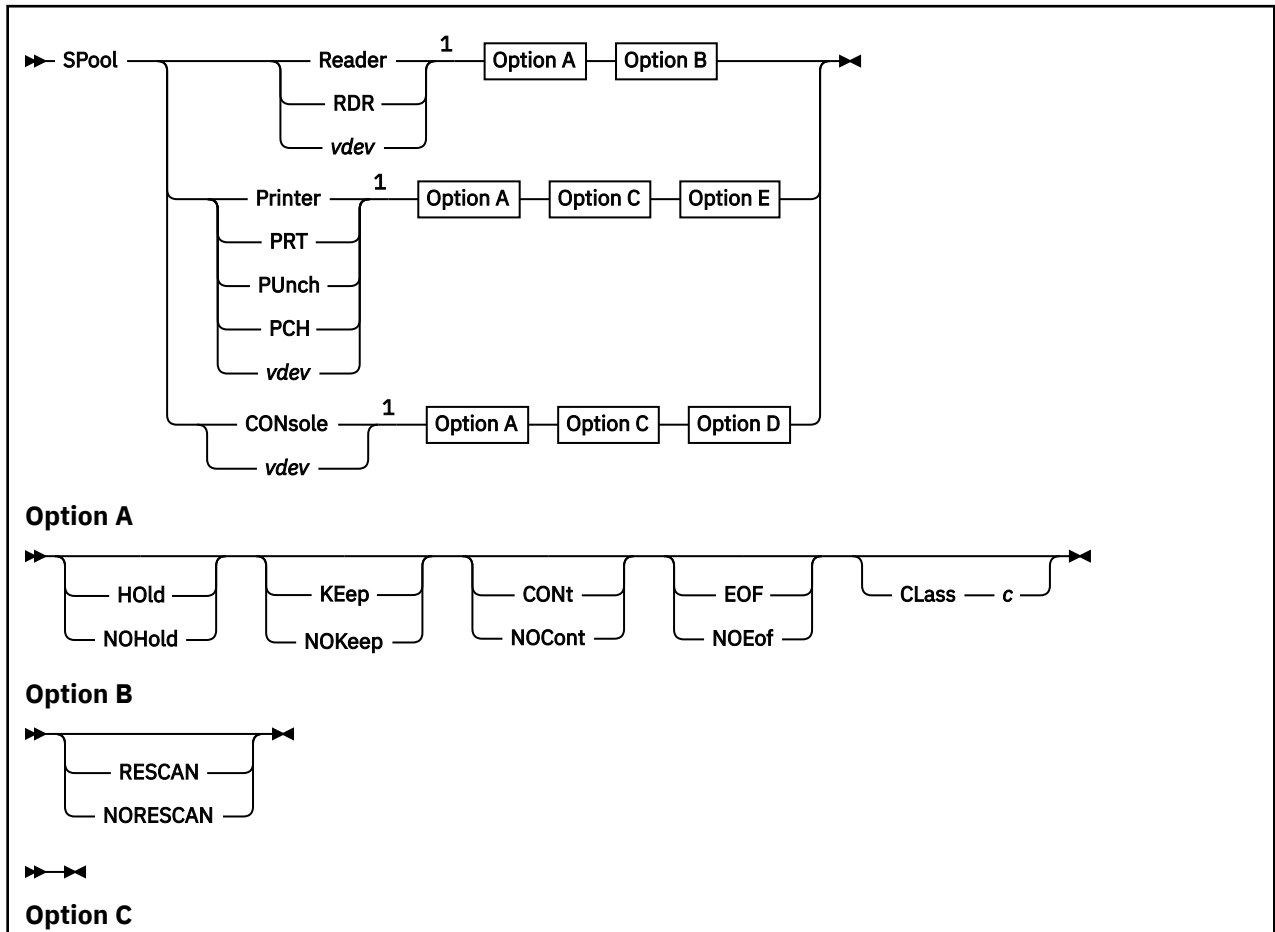 SPool Reader 1 Option A Option B
RDR
vdev
Printer 1 Option A Option C Option E
PRT
PUnch
PCH
vdev
CONsole 1 Option A Option C Option D
vdev
Option A
HOld KEep CONt EOF CLass c
NOHold NOKeep NOCont NOEof
Option B
RESCAN
NORESCAN
Option C